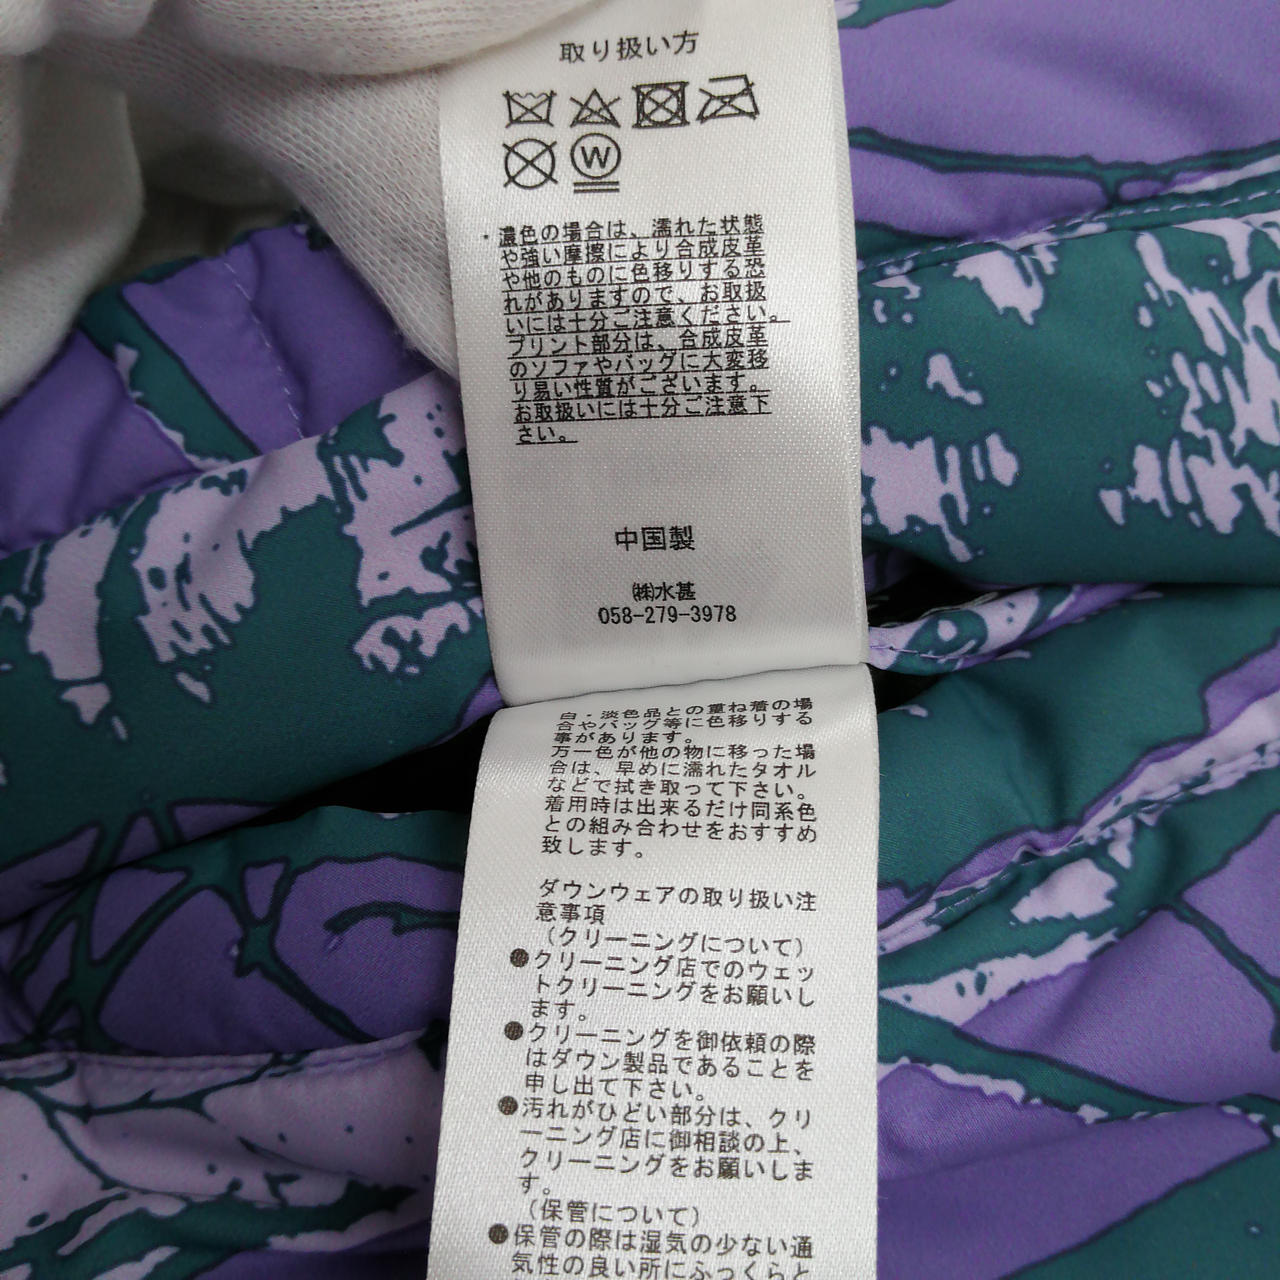 取り扱い方
W
・濃色の場合は、濡れた状態
や強い摩擦により合成皮革
や他のものに色移りする恐
れがありますので、お取扱
いには十分ご注意ください。
プリント部分は、合成皮革
のソファやバッグに大変移
り易い性質がございます。
お取扱いには十分ご注意下
さい。
中国製
㈱水甚
058-279-3978
白・淡色品との重ね着の場
合やバッグ等に色移りする
事があります。
万一色が他の物に移った場
合は、早めに濡れたタオル
などで拭き取って下さい。
着用時は出来るだけ同系色
との組み合わせをおすすめ
致します。
ダウンウェアの取り扱い注
意事項
（クリーニングについて）
●クリーニング店でのウェッ
トクリーニングをお願いし
ます。
●クリーニングを御依頼の際
はダウン製品であることを
申し出て下さい。
●汚れがひどい部分は、クリ
ーニング店に御相談の上、
クリーニングをお願いしま
す。
（保管について）
●保管の際は湿気の少ない通
気性の良い所にふっくらと